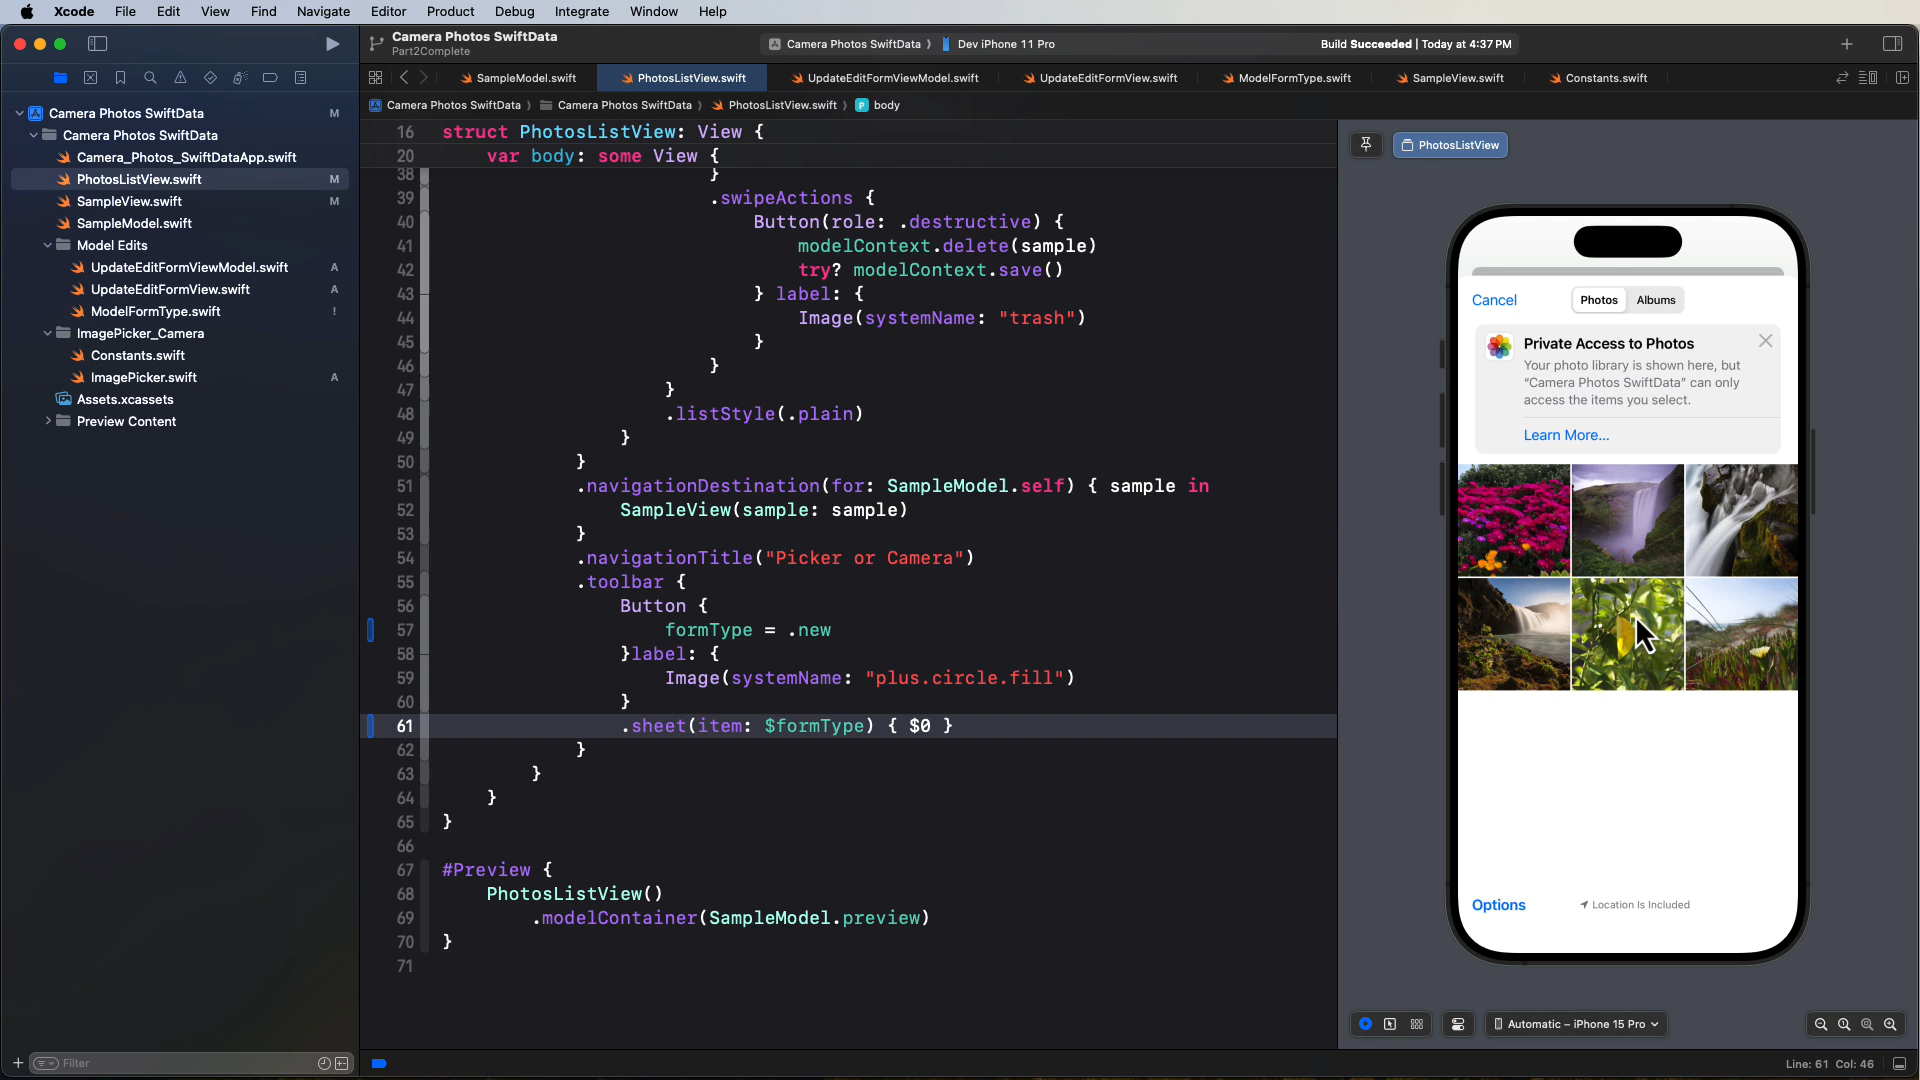 Xcode File Edit View Find Navigate Editor Product Debug Integrate Window Help
Camera Photos SwiftData
Part2Complete
Camera Photos SwiftData Dev iPhone 11 Pro
Build Succeeded | Today at 4:37 PM
SampleModel.swift PhotosListView.swift UpdateEditFormViewModel.swift UpdateEditFormView.swift ModelFormType.swift SampleView.swift Constants.swift
Camera Photos SwiftData Camera Photos SwiftData PhotosListView.swift P body
Camera Photos SwiftData M
Camera Photos SwiftData
Camera_Photos_SwiftDataApp.swift
PhotosListView.swift M
SampleView.swift M
SampleModel.swift
Model Edits
UpdateEditFormViewModel.swift A
UpdateEditFormView.swift A
ModelFormType.swift !
ImagePicker_Camera
Constants.swift
ImagePicker.swift A
Assets.xcassets
Preview Content
Filter
16 struct PhotosListView: View {
20 var body: some View {
38 }
39 .swipeActions {
40 Button(role: .destructive) {
41 modelContext.delete(sample)
42 try? modelContext.save()
43 } label: {
44 Image(systemName: "trash")
45 }
46 }
47 }
48 .listStyle(.plain)
49 }
50 }
51 .navigationDestination(for: SampleModel.self) { sample in
52 SampleView(sample: sample)
53 }
54 .navigationTitle("Picker or Camera")
55 .toolbar {
56 Button {
57 formType = .new
58 }label: {
59 Image(systemName: "plus.circle.fill")
60 }
61 .sheet(item: $formType) { $0 }
62 }
63 }
64 }
65 }
66
67 #Preview {
68 PhotosListView()
69 .modelContainer(SampleModel.preview)
70 }
71
PhotosListView
Cancel Photos Albums
Private Access to Photos
Your photo library is shown here, but
“Camera Photos SwiftData” can only
access the items you select.
Learn More...
Options Location Is Included
Automatic – iPhone 15 Pro
Line: 61 Col: 46